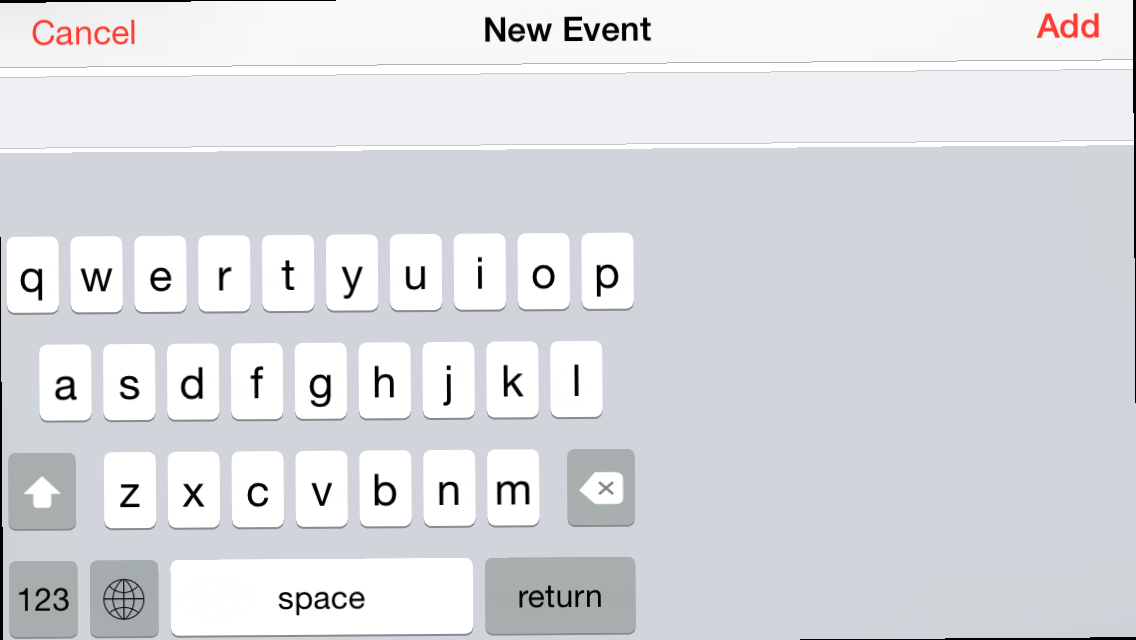 Cancel New Event Add
q w e r t y u i o p
a s d f g h j k l
z x c v b n m
123 space return